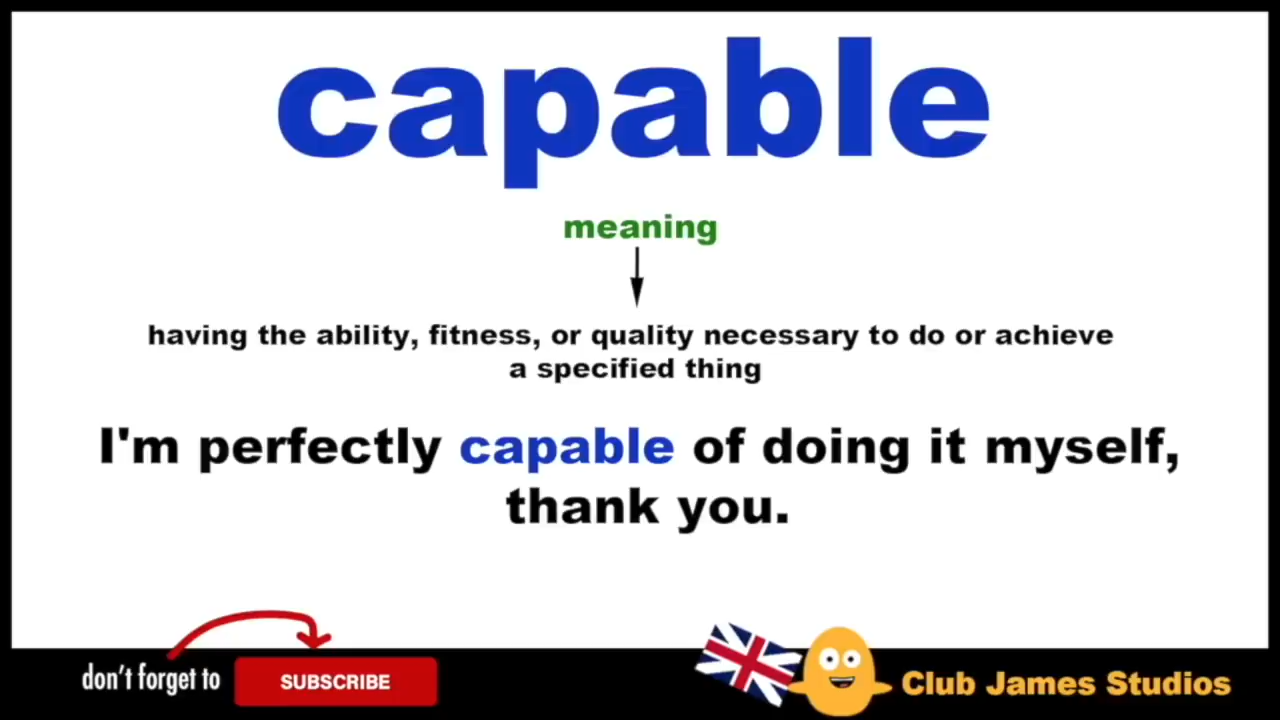 capable
meaning
having the ability, fitness, or quality necessary to do or achieve
a specified thing
I'm perfectly capable of doing it myself,
thank you.
don't forget to SUBSCRIBE
Club James Studios